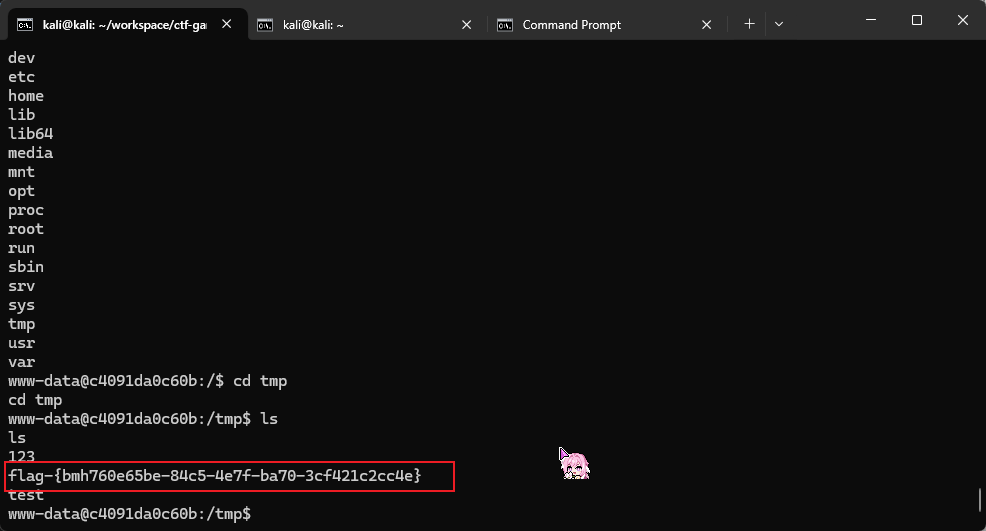 kali@kali: ~/workspace/ctf-ga
kali@kali: ~
Command Prompt
dev
etc
home
lib
lib64
media
mnt
opt
proc
root
run
sbin
srv
sys
tmp
usr
var
www-data@c4091da0c60b:/$ cd tmp
cd tmp
www-data@c4091da0c60b:/tmp$ ls
ls
123
flag-{bmh760e65be-84c5-4e7f-ba70-3cf421c2cc4e}
test
www-data@c4091da0c60b:/tmp$